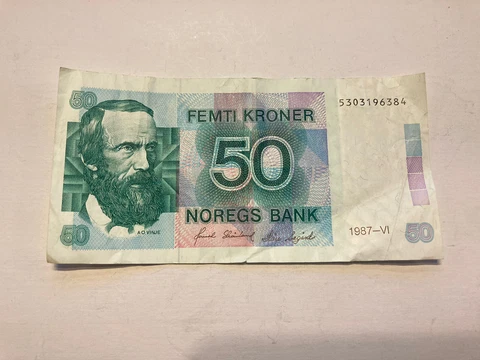 50
FEMTI KRONER
5303196384
50
NOREGS BANK
50
A O VINJE
1987–VI
50